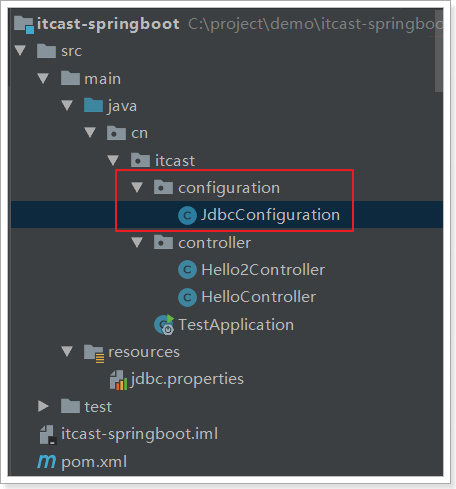 itcast-springboot C:\project\demo\itcast-springboot
src
main
java
cn
itcast
configuration
JdbcConfiguration
controller
Hello2Controller
HelloController
TestApplication
resources
jdbc.properties
test
itcast-springboot.iml
pom.xml